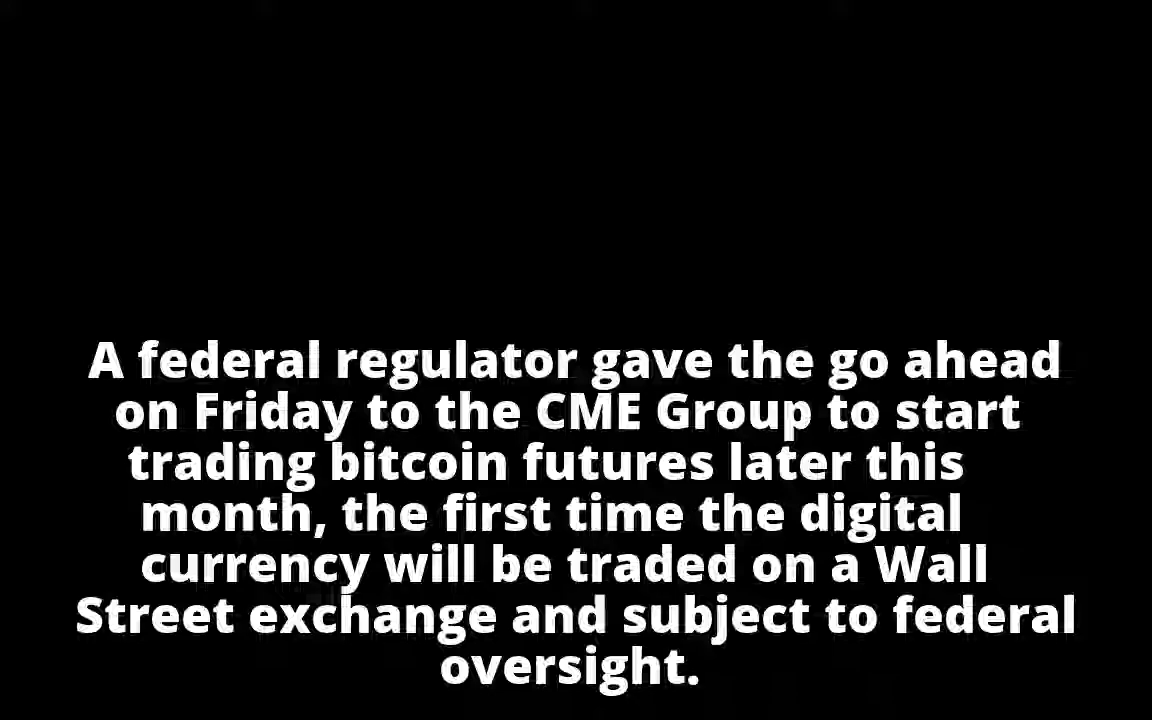 A federal regulator gave the go ahead
on Friday to the CME Group to start
trading bitcoin futures later this
month, the first time the digital
currency will be traded on a Wall
Street exchange and subject to federal
oversight.